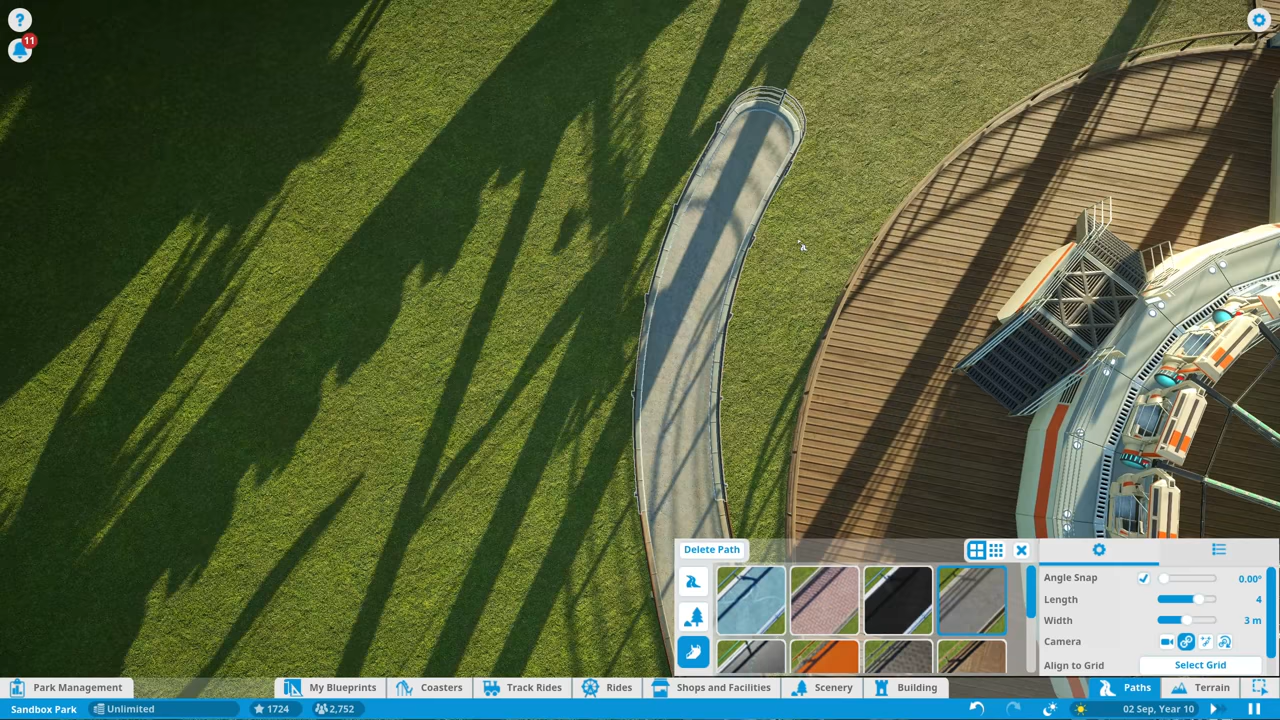 ?
11
Delete Path
Angle Snap 0.00°
Length 4
Width 3 m
Camera
Align to Grid Select Grid
Park Management My Blueprints Coasters Track Rides Rides Shops and Facilities Scenery Building Paths Terrain
Sandbox Park Unlimited 1724 2,752 02 Sep, Year 10